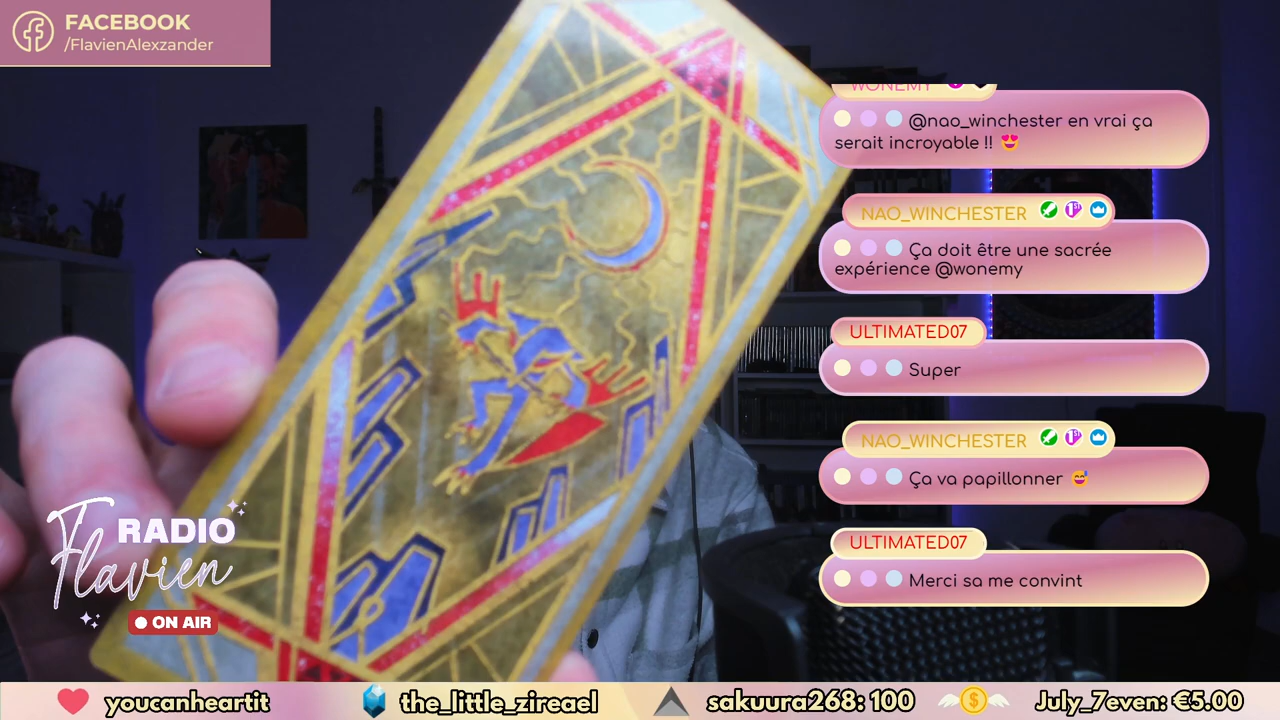 FACEBOOK
/FlavienAlexzander
WONEMY
@nao_winchester en vrai ça
serait incroyable !!
NAO_WINCHESTER
Ça doit être une sacrée
expérience @wonemy
ULTIMATED07
Super
NAO_WINCHESTER
Ça va papillonner
ULTIMATED07
Merci sa me convint
RADIO
Flavien
ON AIR
youcanheartit
the_little_zireael
sakuura268: 100
July_7even: €5.00